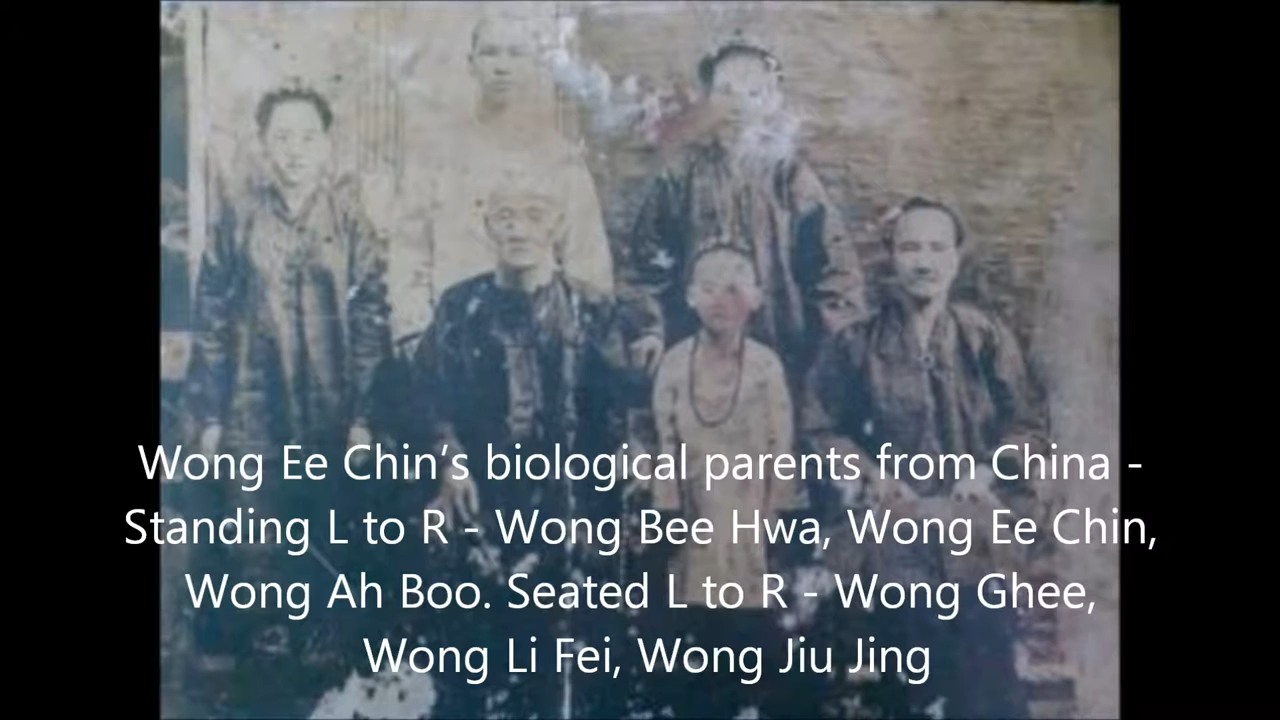 Wong Ee Chin’s biological parents from China -
Standing L to R - Wong Bee Hwa, Wong Ee Chin,
Wong Ah Boo. Seated L to R - Wong Ghee,
Wong Li Fei, Wong Jiu Jing